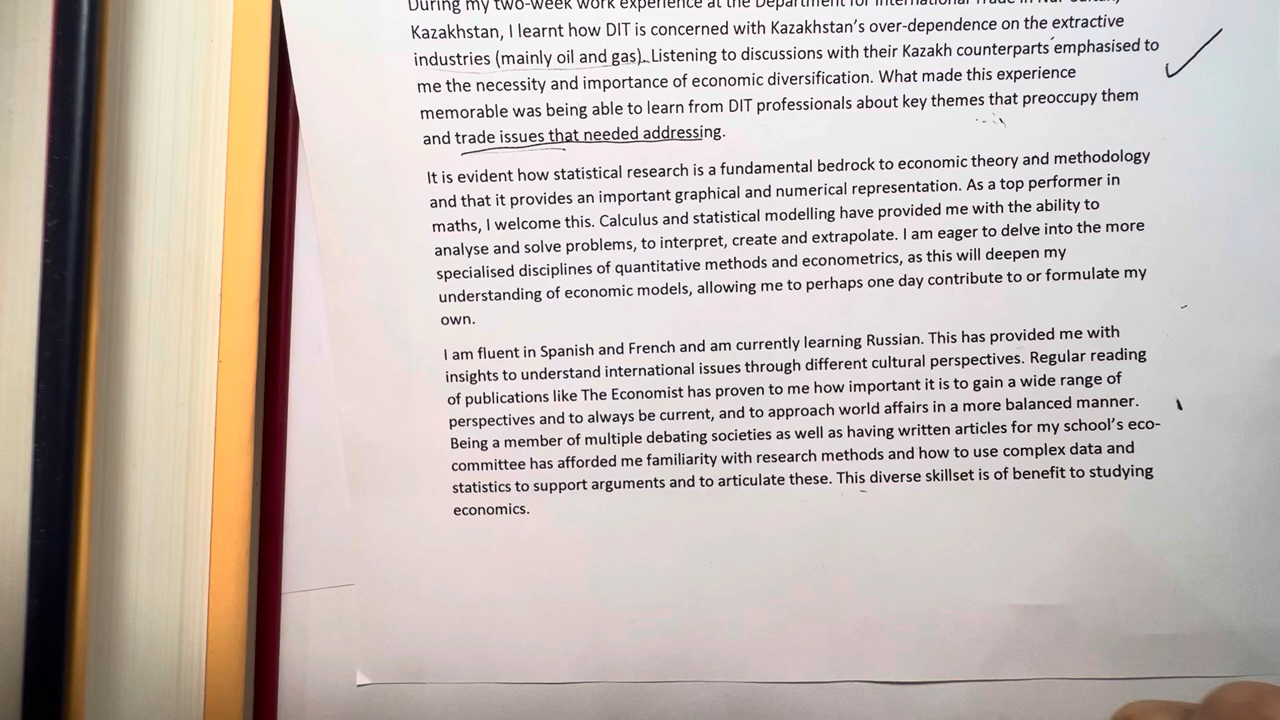 During my two-week work experience at the Department for International Trade in Nur-Sultan,
Kazakhstan, I learnt how DIT is concerned with Kazakhstan's over-dependence on the extractive
industries (mainly oil and gas). Listening to discussions with their Kazakh counterparts emphasised to
me the necessity and importance of economic diversification. What made this experience
memorable was being able to learn from DIT professionals about key themes that preoccupy them
and trade issues that needed addressing.
It is evident how statistical research is a fundamental bedrock to economic theory and methodology
and that it provides an important graphical and numerical representation. As a top performer in
maths, I welcome this. Calculus and statistical modelling have provided me with the ability to
analyse and solve problems, to interpret, create and extrapolate. I am eager to delve into the more
specialised disciplines of quantitative methods and econometrics, as this will deepen my
understanding of economic models, allowing me to perhaps one day contribute to or formulate my
own.
I am fluent in Spanish and French and am currently learning Russian. This has provided me with
insights to understand international issues through different cultural perspectives. Regular reading
of publications like The Economist has proven to me how important it is to gain a wide range of
perspectives and to always be current, and to approach world affairs in a more balanced manner.
Being a member of multiple debating societies as well as having written articles for my school's eco-
committee has afforded me familiarity with research methods and how to use complex data and
statistics to support arguments and to articulate these. This diverse skillset is of benefit to studying
economics.